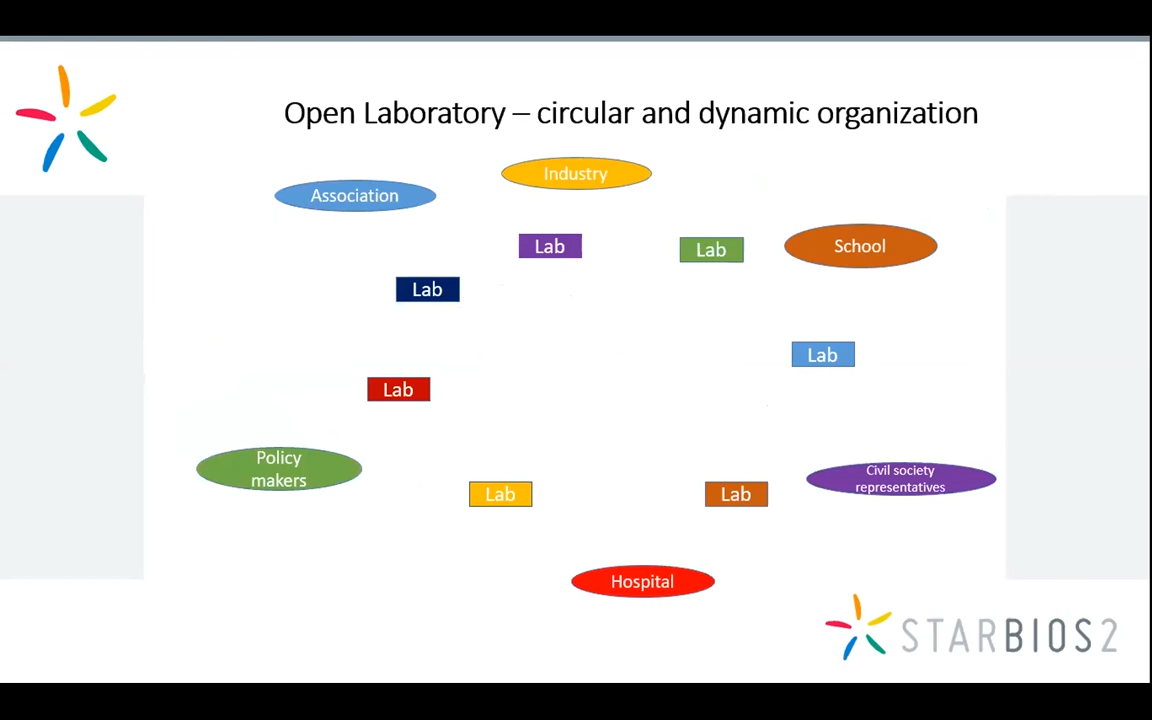 Open Laboratory – circular and dynamic organization
Industry
Association
Lab
Lab
School
Lab
Lab
Lab
Policy
makers
Civil society
representatives
Lab
Lab
Hospital
STARBIOS2